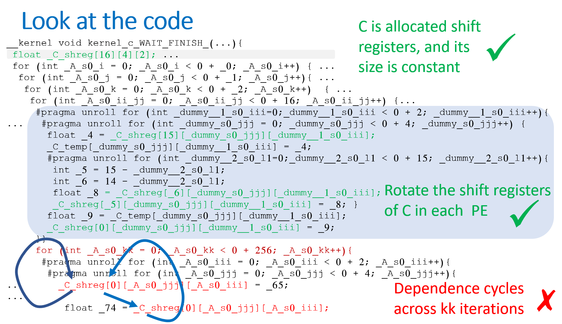 Look at the code
C is allocated shift
registers, and its
size is constant
__kernel void kernel_c_WAIT_FINISH_(...){
float _C_shreg[16][4][2]; ...
for (int _A_s0_i = 0; _A_s0_i < 0 + _0; _A_s0_i++) { ...
for (int _A_s0_j = 0; _A_s0_j < 0 + _1; _A_s0_j++){ ...
for (int _A_s0_k = 0; _A_s0_k < 0 + _2; _A_s0_k++){ ...
for (int _A_s0_ii_jj = 0; _A_s0_ii_jj < 0 + 16; _A_s0_ii_jj++) {...
#pragma unroll for (int _dummy__1_s0_iii=0;_dummy__1_s0_iii < 0 + 2; _dummy__1_s0_iii++){
... #pragma unroll for (int _dummy_s0_jjj = 0; _dummy_s0_jjj < 0 + 4; _dummy_s0_jjj++) {
float _4 = _C_shreg[15][_dummy_s0_jjj][_dummy__1_s0_iii];
_C_temp[_dummy_s0_jjj][_dummy__1_s0_iii] = _4;
#pragma unroll for (int _dummy__2_s0_l1=0;_dummy__2_s0_l1 < 0 + 15; _dummy__2_s0_l1++){
int _5 = 15 - _dummy__2_s0_l1;
int _6 = 14 - _dummy__2_s0_l1;
float _8 = _C_shreg[_6][_dummy_s0_jjj][_dummy__1_s0_iii];
_C_shreg[_5][_dummy_s0_jjj][_dummy__1_s0_iii] = _8; }
float _9 = _C_temp[_dummy_s0_jjj][_dummy__1_s0_iii];
_C_shreg[0][_dummy_s0_jjj][_dummy__1_s0_iii] = _9;
}}
Rotate the shift registers
of C in each PE
for (int _A_s0_kk = 0; _A_s0_kk < 0 + 256; _A_s0_kk++){
#pragma unroll for (int _A_s0_iii = 0; _A_s0_iii < 0 + 2; _A_s0_iii++){
#pragma unroll for (int _A_s0_jjj = 0; _A_s0_jjj < 0 + 4; _A_s0_jjj++){
... _C_shreg[0][_A_s0_jjj][_A_s0_iii] = _65;
...
float _74 = _C_shreg[0][_A_s0_jjj][_A_s0_iii];
Dependence cycles
across kk iterations